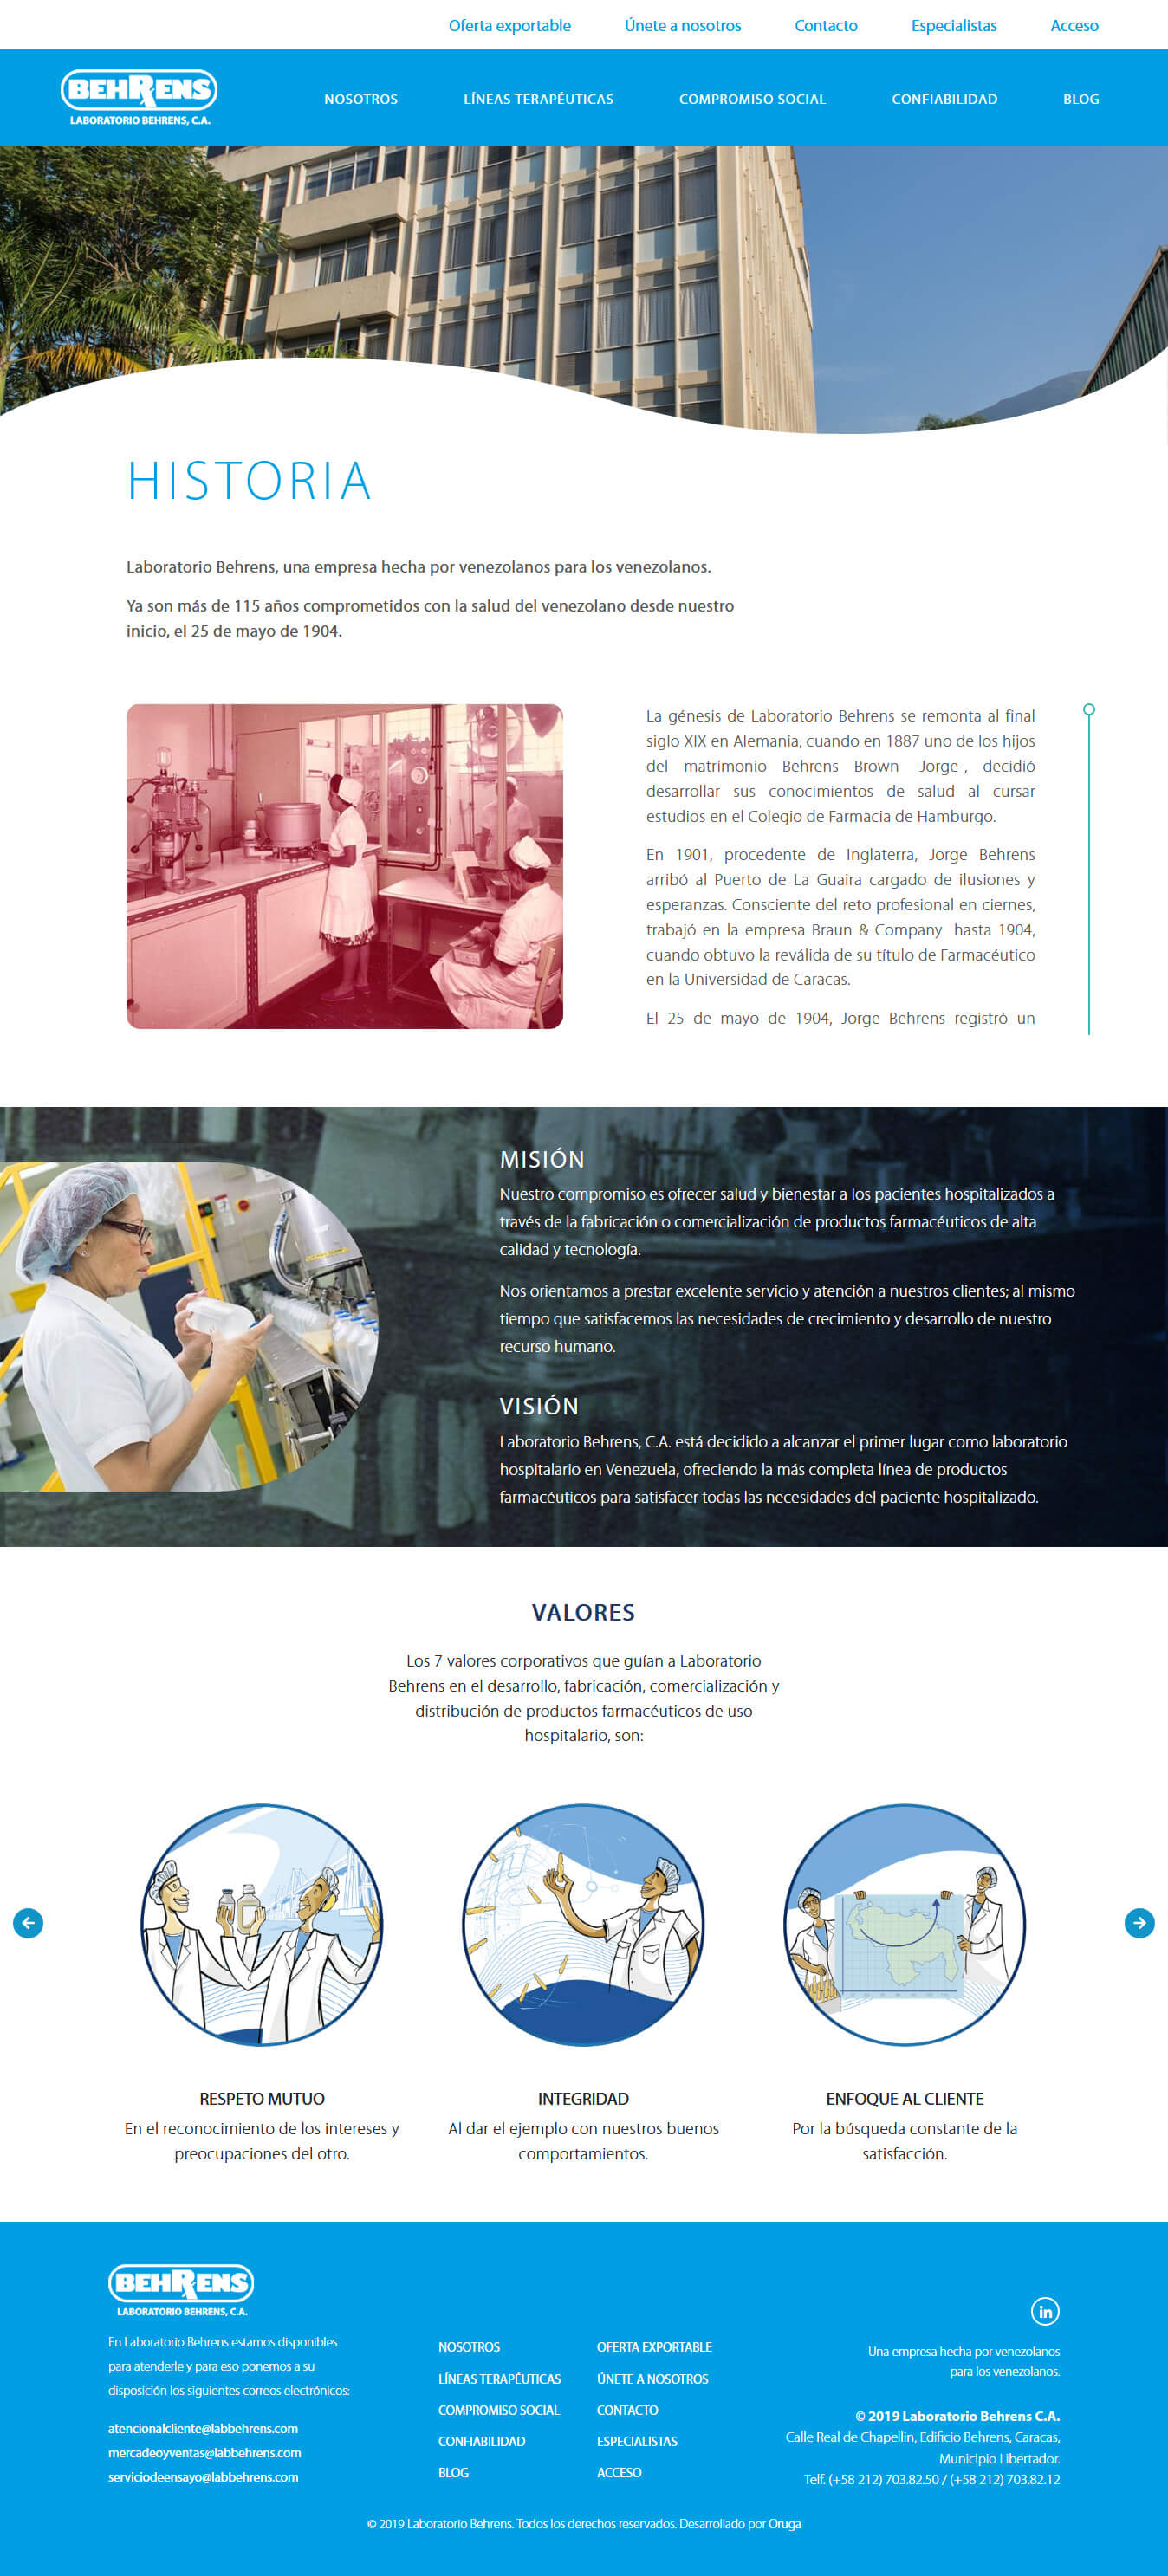 Oferta exportable Únete a nosotros Contacto Especialistas Acceso
BEHRENS
LABORATORIO BEHRENS, C.A.
NOSOTROS LÍNEAS TERAPÉUTICAS COMPROMISO SOCIAL CONFIABILIDAD BLOG
HISTORIA
Laboratorio Behrens, una empresa hecha por venezolanos para los venezolanos.
Ya son más de 115 años comprometidos con la salud del venezolano desde nuestro
inicio, el 25 de mayo de 1904.
La génesis de Laboratorio Behrens se remonta al final
siglo XIX en Alemania, cuando en 1887 uno de los hijos
del matrimonio Behrens Brown -Jorge-, decidió
desarrollar sus conocimientos de salud al cursar
estudios en el Colegio de Farmacia de Hamburgo.
En 1901, procedente de Inglaterra, Jorge Behrens
arribó al Puerto de La Guaira cargado de ilusiones y
esperanzas. Consciente del reto profesional en ciernes,
trabajó en la empresa Braun & Company hasta 1904,
cuando obtuvo la reválida de su título de Farmacéutico
en la Universidad de Caracas.
El 25 de mayo de 1904, Jorge Behrens registró un
MISIÓN
Nuestro compromiso es ofrecer salud y bienestar a los pacientes hospitalizados a
través de la fabricación o comercialización de productos farmacéuticos de alta
calidad y tecnología.
Nos orientamos a prestar excelente servicio y atención a nuestros clientes; al mismo
tiempo que satisfacemos las necesidades de crecimiento y desarrollo de nuestro
recurso humano.
VISIÓN
Laboratorio Behrens, C.A. está decidido a alcanzar el primer lugar como laboratorio
hospitalario en Venezuela, ofreciendo la más completa línea de productos
farmacéuticos para satisfacer todas las necesidades del paciente hospitalizado.
VALORES
Los 7 valores corporativos que guían a Laboratorio
Behrens en el desarrollo, fabricación, comercialización y
distribución de productos farmacéuticos de uso
hospitalario, son:
RESPETO MUTUO
En el reconocimiento de los intereses y
preocupaciones del otro.
INTEGRIDAD
Al dar el ejemplo con nuestros buenos
comportamientos.
ENFOQUE AL CLIENTE
Por la búsqueda constante de la
satisfacción.
BEHRENS
LABORATORIO BEHRENS, C.A.
En Laboratorio Behrens estamos disponibles
para atenderle y para eso ponemos a su
disposición los siguientes correos electrónicos:
atencionalcliente@labbehrens.com
mercadeoyventas@labbehrens.com
serviciodeensayo@labbehrens.com
NOSOTROS
LÍNEAS TERAPÉUTICAS
COMPROMISO SOCIAL
CONFIABILIDAD
BLOG
OFERTA EXPORTABLE
ÚNETE A NOSOTROS
CONTACTO
ESPECIALISTAS
ACCESO
in
Una empresa hecha por venezolanos
para los venezolanos.
© 2019 Laboratorio Behrens C.A.
Calle Real de Chapellin, Edificio Behrens, Caracas,
Municipio Libertador.
Telf. (+58 212) 703.82.50 / (+58 212) 703.82.12
© 2019 Laboratorio Behrens. Todos los derechos reservados. Desarrollado por Oruga